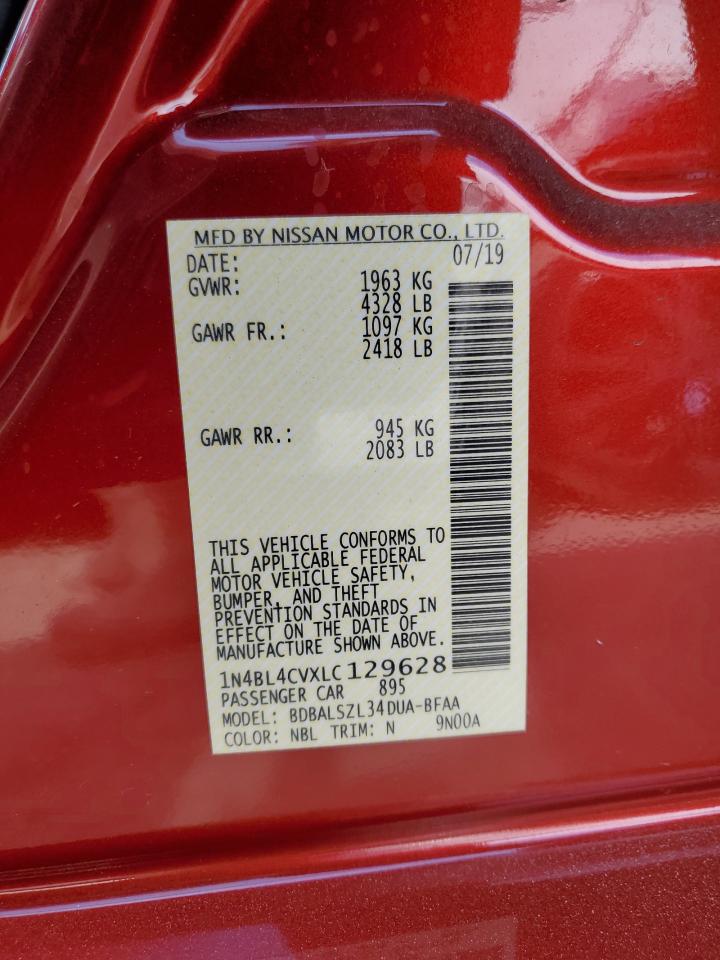 MFD BY NISSAN MOTOR CO., LTD.
DATE: 07/19
GVWR: 1963 KG
4328 LB
GAWR FR.: 1097 KG
2418 LB
GAWR RR.: 945 KG
2083 LB
THIS VEHICLE CONFORMS TO
ALL APPLICABLE FEDERAL
MOTOR VEHICLE SAFETY,
BUMPER, AND THEFT
PREVENTION STANDARDS IN
EFFECT ON THE DATE OF
MANUFACTURE SHOWN ABOVE.
1N4BL4CVXLC129628
PASSENGER CAR 895
MODEL: BDBALSZL34DUA-BFAA
COLOR: NBL TRIM: N 9N00A